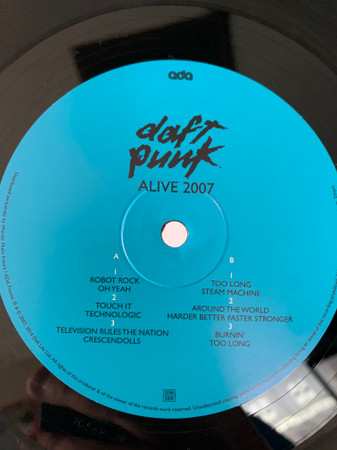 ada
daft
punk
ALIVE 2007
A
1
ROBOT ROCK
OH YEAH
2
TOUCH IT
TECHNOLOGIC
3
TELEVISION RULES THE NATION
CRESCENDOLLS
B
1
TOO LONG
STEAM MACHINE
2
AROUND THE WORLD
HARDER BETTER FASTER STRONGER
3
BURNIN'
TOO LONG